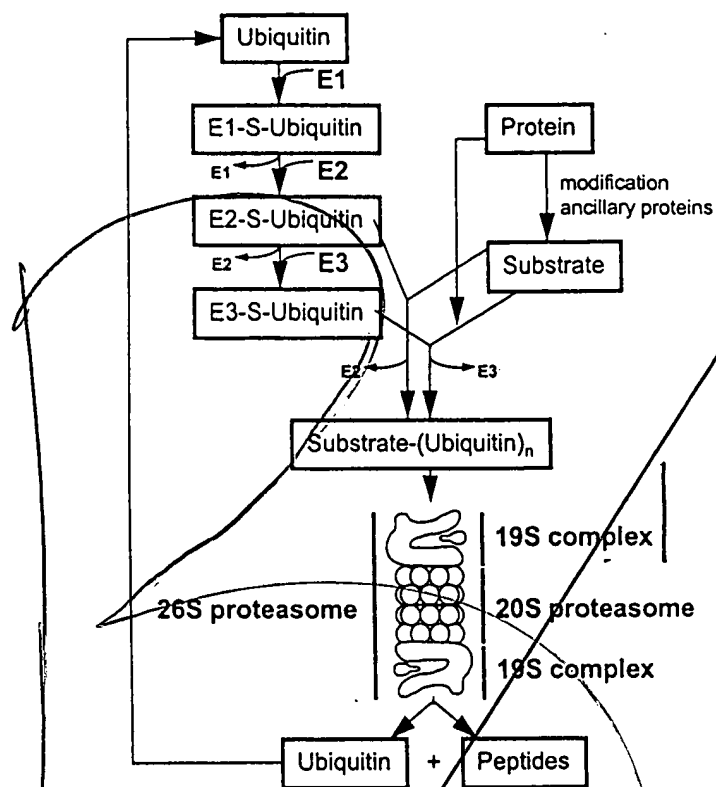 Ubiquitin
E1
E1-S-Ubiquitin
Protein
E1
E2
modification
ancillary proteins
E2-S-Ubiquitin
E2
E3
Substrate
E3-S-Ubiquitin
E2
E3
Substrate-(Ubiquitin)n
19S complex
26S proteasome
20S proteasome
19S complex
Ubiquitin + Peptides